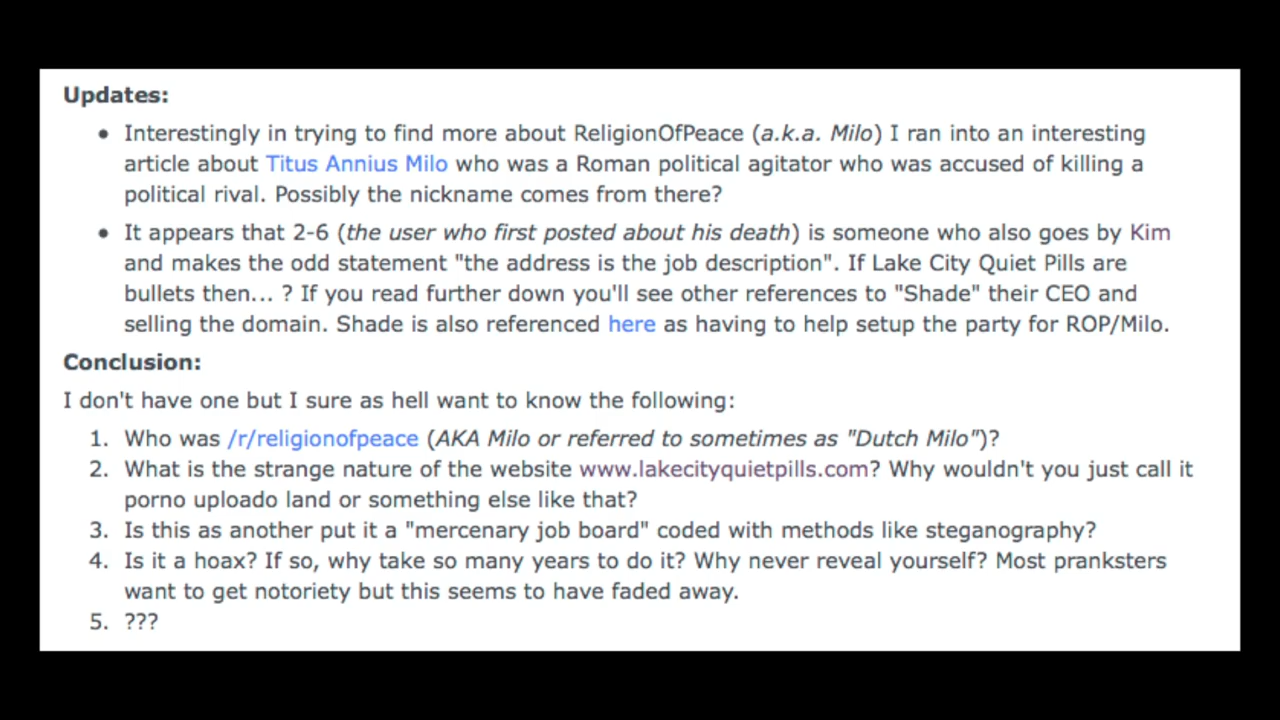 Updates:
• Interestingly in trying to find more about ReligionOfPeace (a.k.a. Milo) I ran into an interesting
article about Titus Annius Milo who was a Roman political agitator who was accused of killing a
political rival. Possibly the nickname comes from there?
• It appears that 2-6 (the user who first posted about his death) is someone who also goes by Kim
and makes the odd statement "the address is the job description". If Lake City Quiet Pills are
bullets then... ? If you read further down you'll see other references to "Shade" their CEO and
selling the domain. Shade is also referenced here as having to help setup the party for ROP/Milo.
Conclusion:
I don't have one but I sure as hell want to know the following:
1. Who was /r/religionofpeace (AKA Milo or referred to sometimes as "Dutch Milo")?
2. What is the strange nature of the website www.lakecityquietpills.com? Why wouldn't you just call it
porno uploado land or something else like that?
3. Is this as another put it a "mercenary job board" coded with methods like steganography?
4. Is it a hoax? If so, why take so many years to do it? Why never reveal yourself? Most pranksters
want to get notoriety but this seems to have faded away.
5. ???